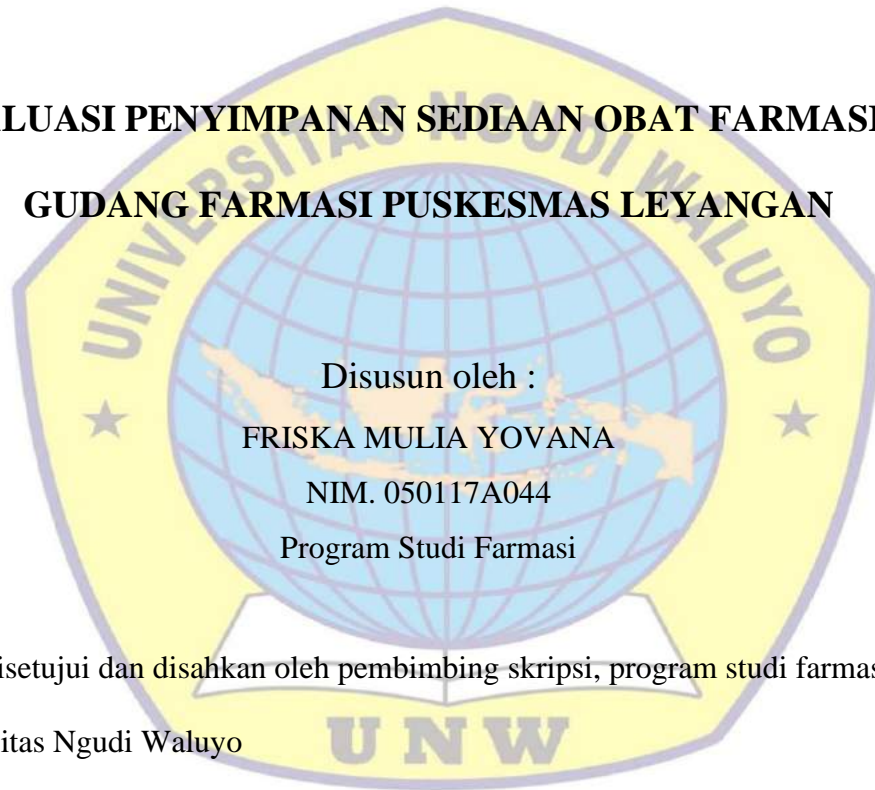 LUASI PENYIMPANAN SEDIAAN OBAT FARMASI
GUDANG FARMASI PUSKESMAS LEYANGAN
UNIVERSITAS NGUDI WALUYO
Disusun oleh :
FRISKA MULIA YOVANA
NIM. 050117A044
Program Studi Farmasi
isetujui dan disahkan oleh pembimbing skripsi, program studi farmas
itas Ngudi Waluyo
UNW